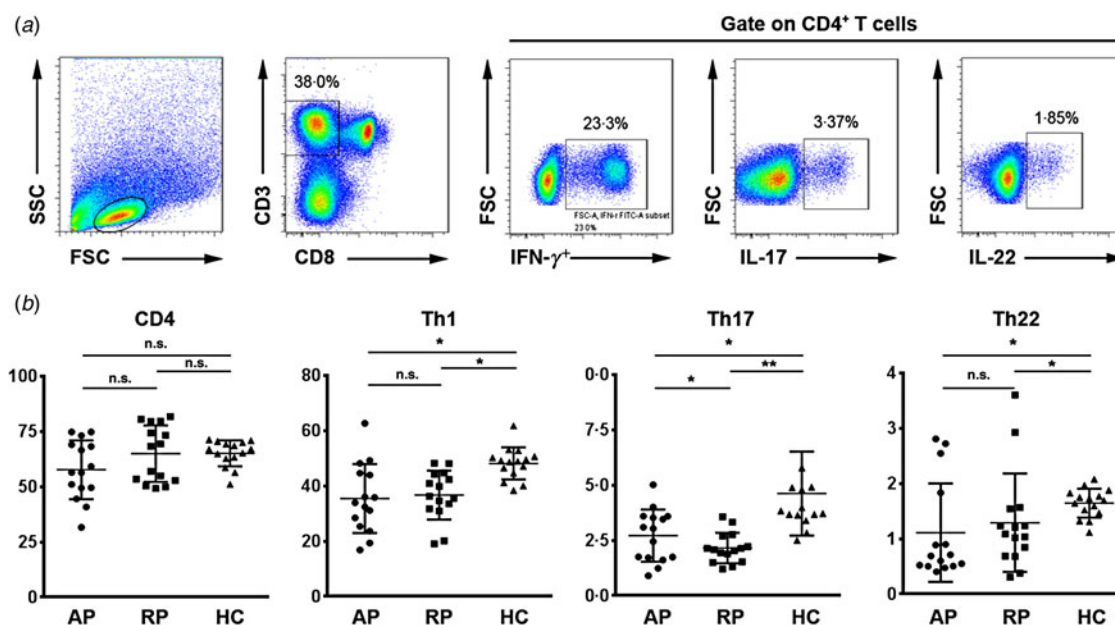 (a)
Gate on CD4⁺ T cells
38·0%
23·3%
3·37%
1·85%
FSC-A, IFN-r FITC-A subset
23.0%
SSC
CD3
FSC
FSC
FSC
FSC
CD8
IFN-γ⁺
IL-17
IL-22
(b)
CD4
Th1
Th17
Th22
n.s.
n.s.
n.s.
100
75
50
25
0
AP
RP
HC
*
n.s.
*
80
60
40
20
0
AP
RP
HC
*
*
**
0·0
7·5
5·0
2·5
0·0
AP
RP
HC
*
n.s.
*
4
3
2
1
0
AP
RP
HC